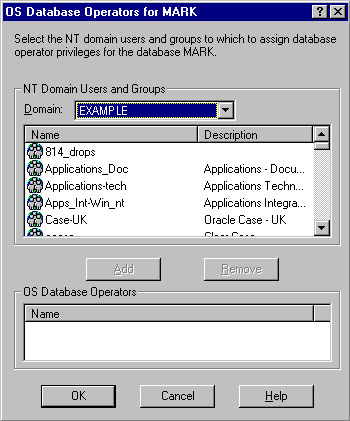 OS Database Operators for MARK
Select the NT domain users and groups to which to assign database
operator privileges for the database MARK.
NT Domain Users and Groups
Domain: EXAMPLE
Name Description
814_drops
Applications_Doc Applications - Docu...
Applications-tech Applications Techn...
Apps_Int-Win_nt Applications Integra...
Case-UK Oracle Case - UK
Add Remove
OS Database Operators
Name
OK Cancel Help